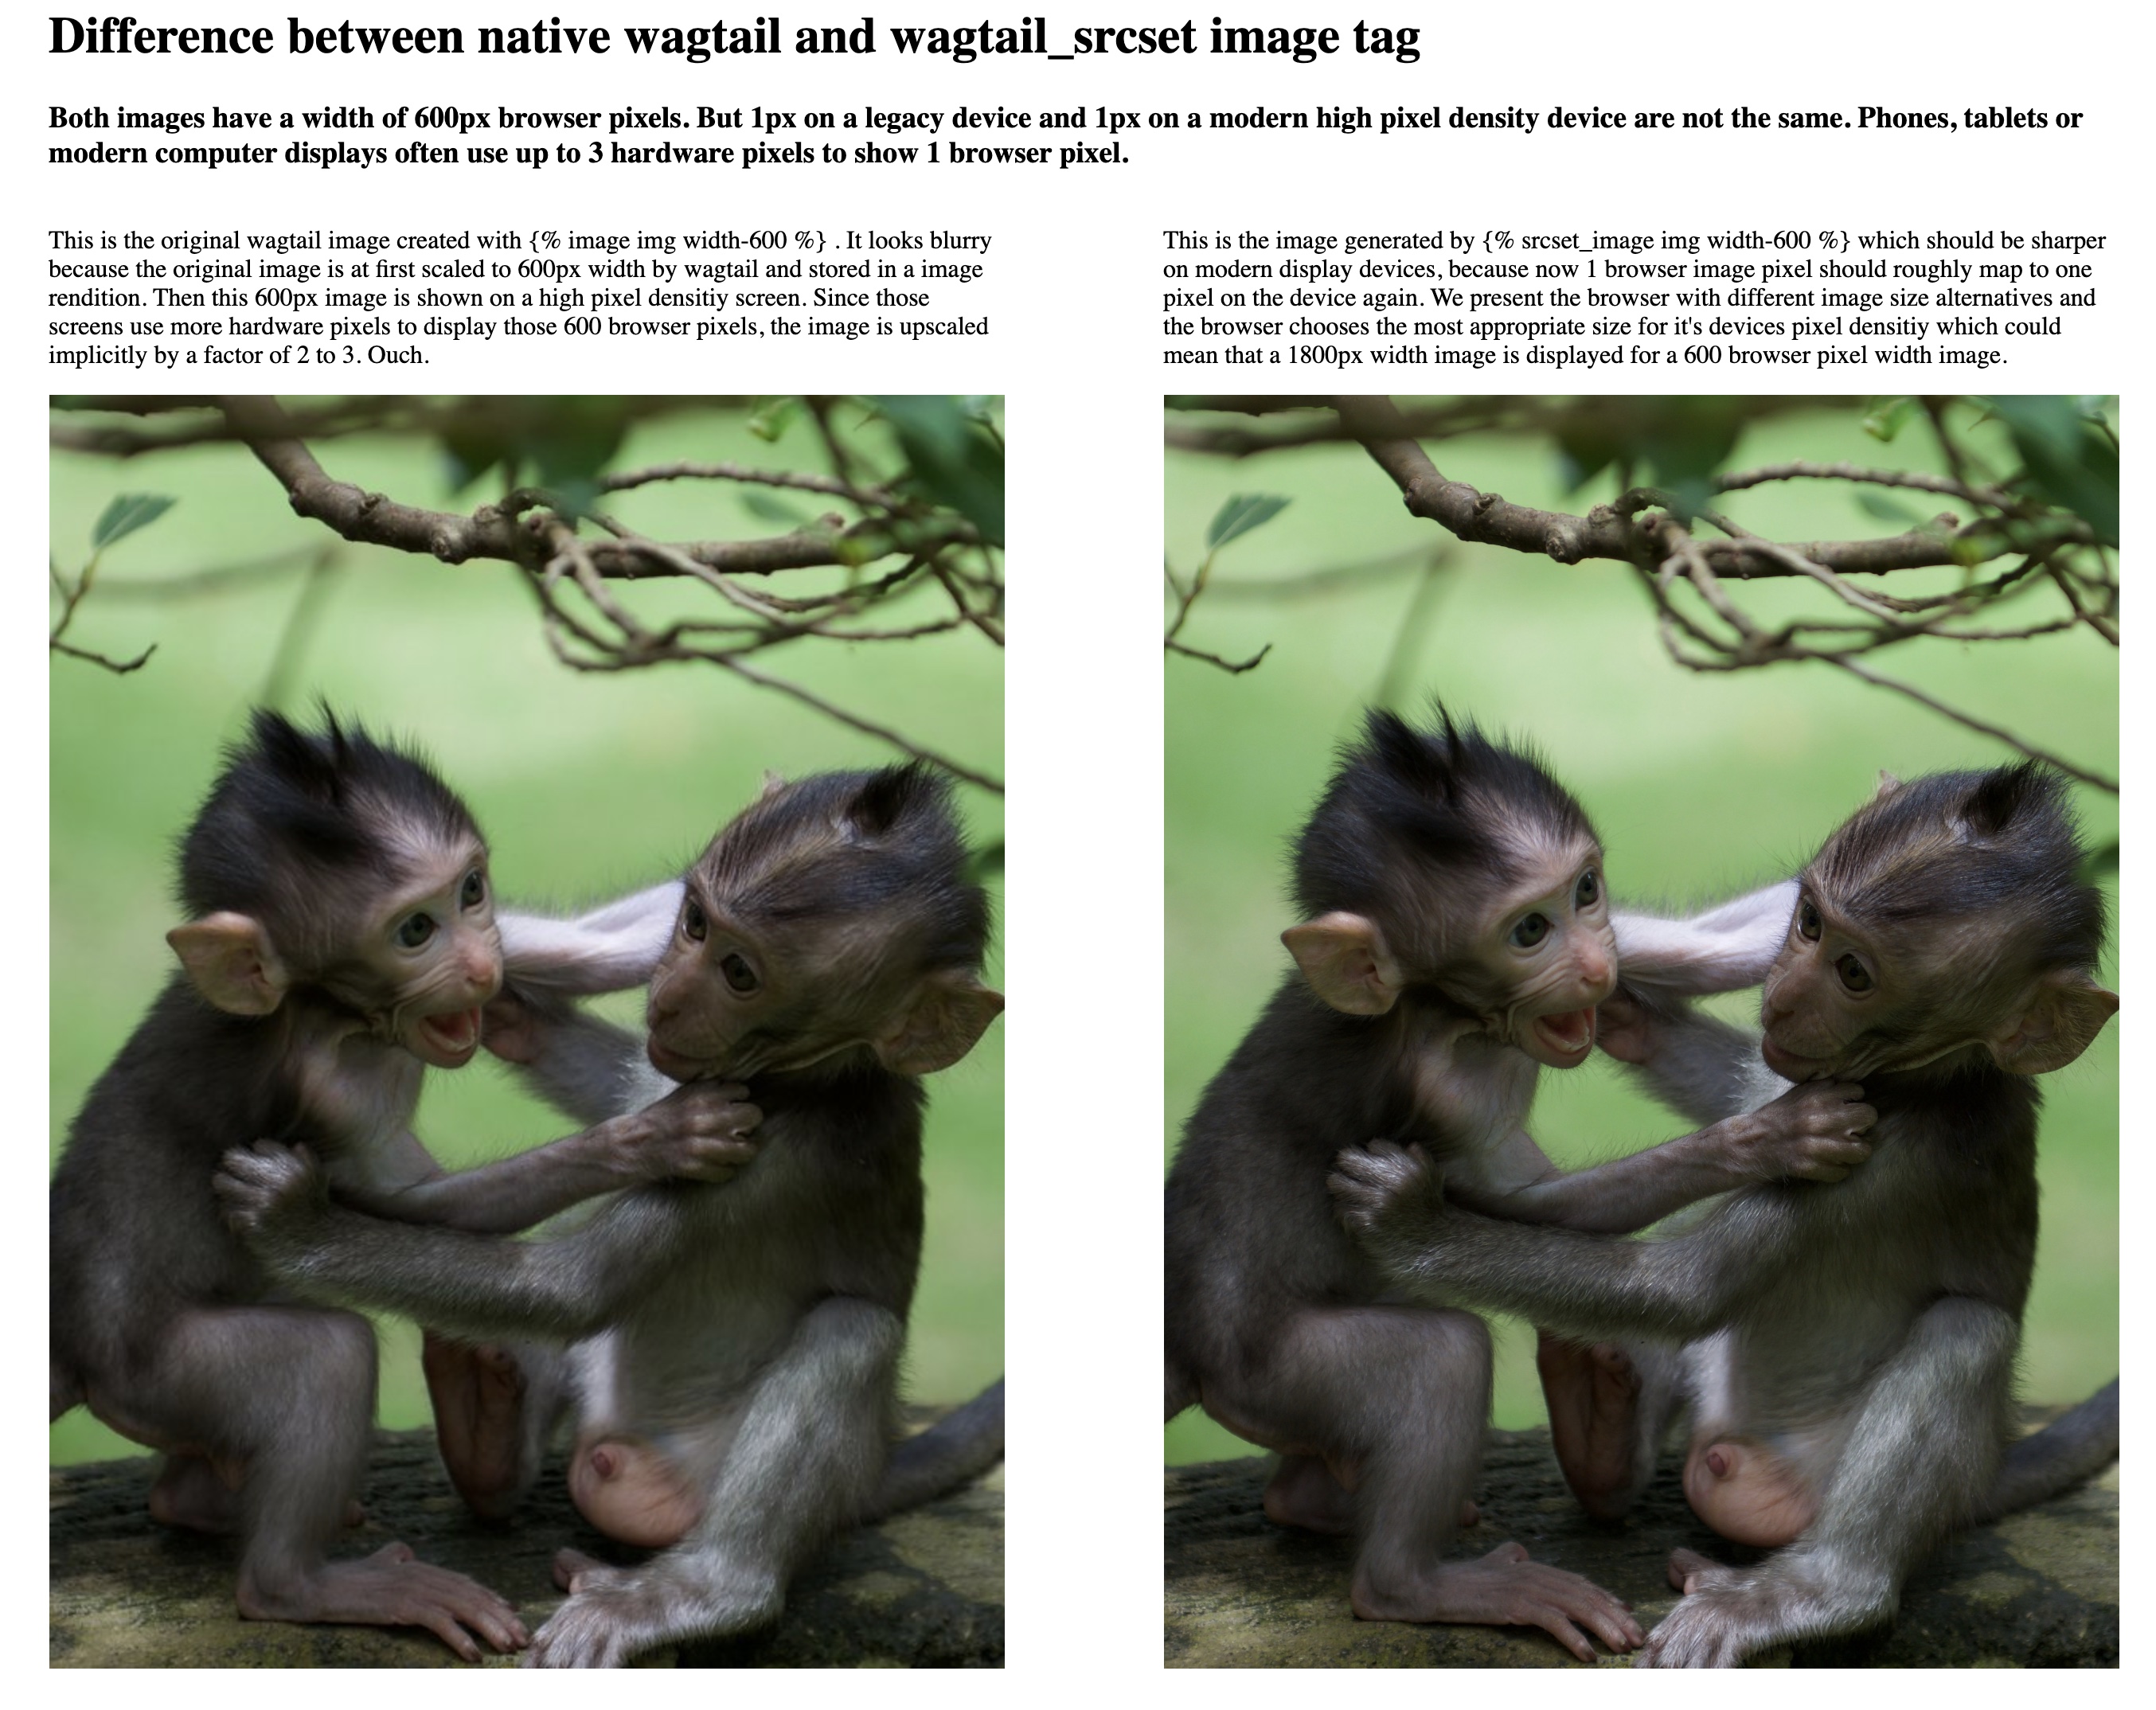 Difference between native wagtail and wagtail_srcset image tag
Both images have a width of 600px browser pixels. But 1px on a legacy device and 1px on a modern high pixel density device are not the same. Phones, tablets or
modern computer displays often use up to 3 hardware pixels to show 1 browser pixel.
This is the original wagtail image created with {% image img width-600 %} . It looks blurry
because the original image is at first scaled to 600px width by wagtail and stored in a image
rendition. Then this 600px image is shown on a high pixel densitiy screen. Since those
screens use more hardware pixels to display those 600 browser pixels, the image is upscaled
implicitly by a factor of 2 to 3. Ouch.
This is the image generated by {% srcset_image img width-600 %} which should be sharper
on modern display devices, because now 1 browser image pixel should roughly map to one
pixel on the device again. We present the browser with different image size alternatives and
the browser chooses the most appropriate size for it's devices pixel densitiy which could
mean that a 1800px width image is displayed for a 600 browser pixel width image.